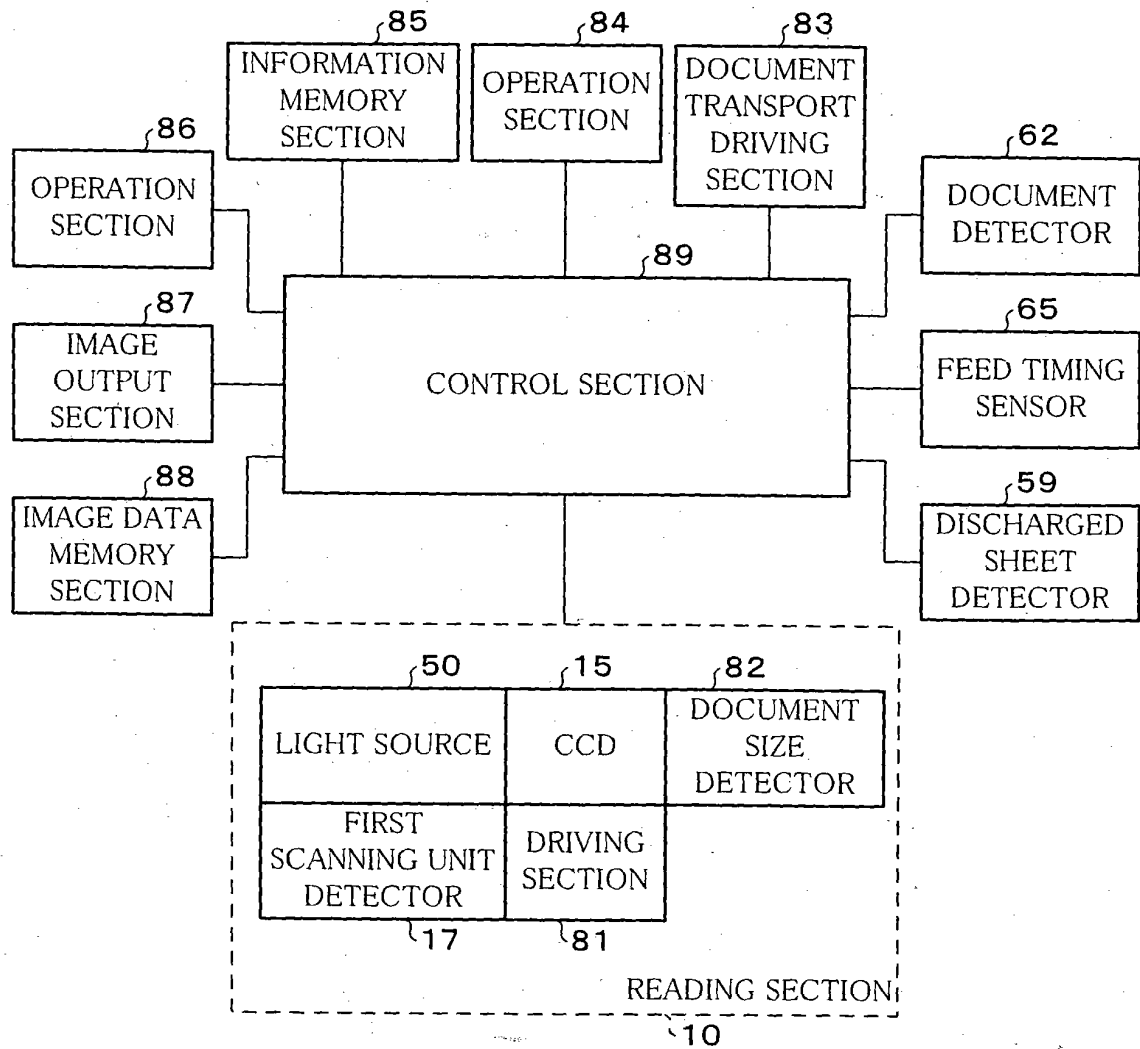 85
INFORMATION
MEMORY
SECTION
84
OPERATION
SECTION
83
DOCUMENT
TRANSPORT
DRIVING
SECTION
86
OPERATION
SECTION
62
DOCUMENT
DETECTOR
89
CONTROL SECTION
87
IMAGE
OUTPUT
SECTION
65
FEED TIMING
SENSOR
88
IMAGE DATA
MEMORY
SECTION
59
DISCHARGED
SHEET
DETECTOR
50
LIGHT SOURCE
15
CCD
82
DOCUMENT
SIZE
DETECTOR
FIRST
SCANNING UNIT
DETECTOR
17
DRIVING
SECTION
81
READING SECTION
10